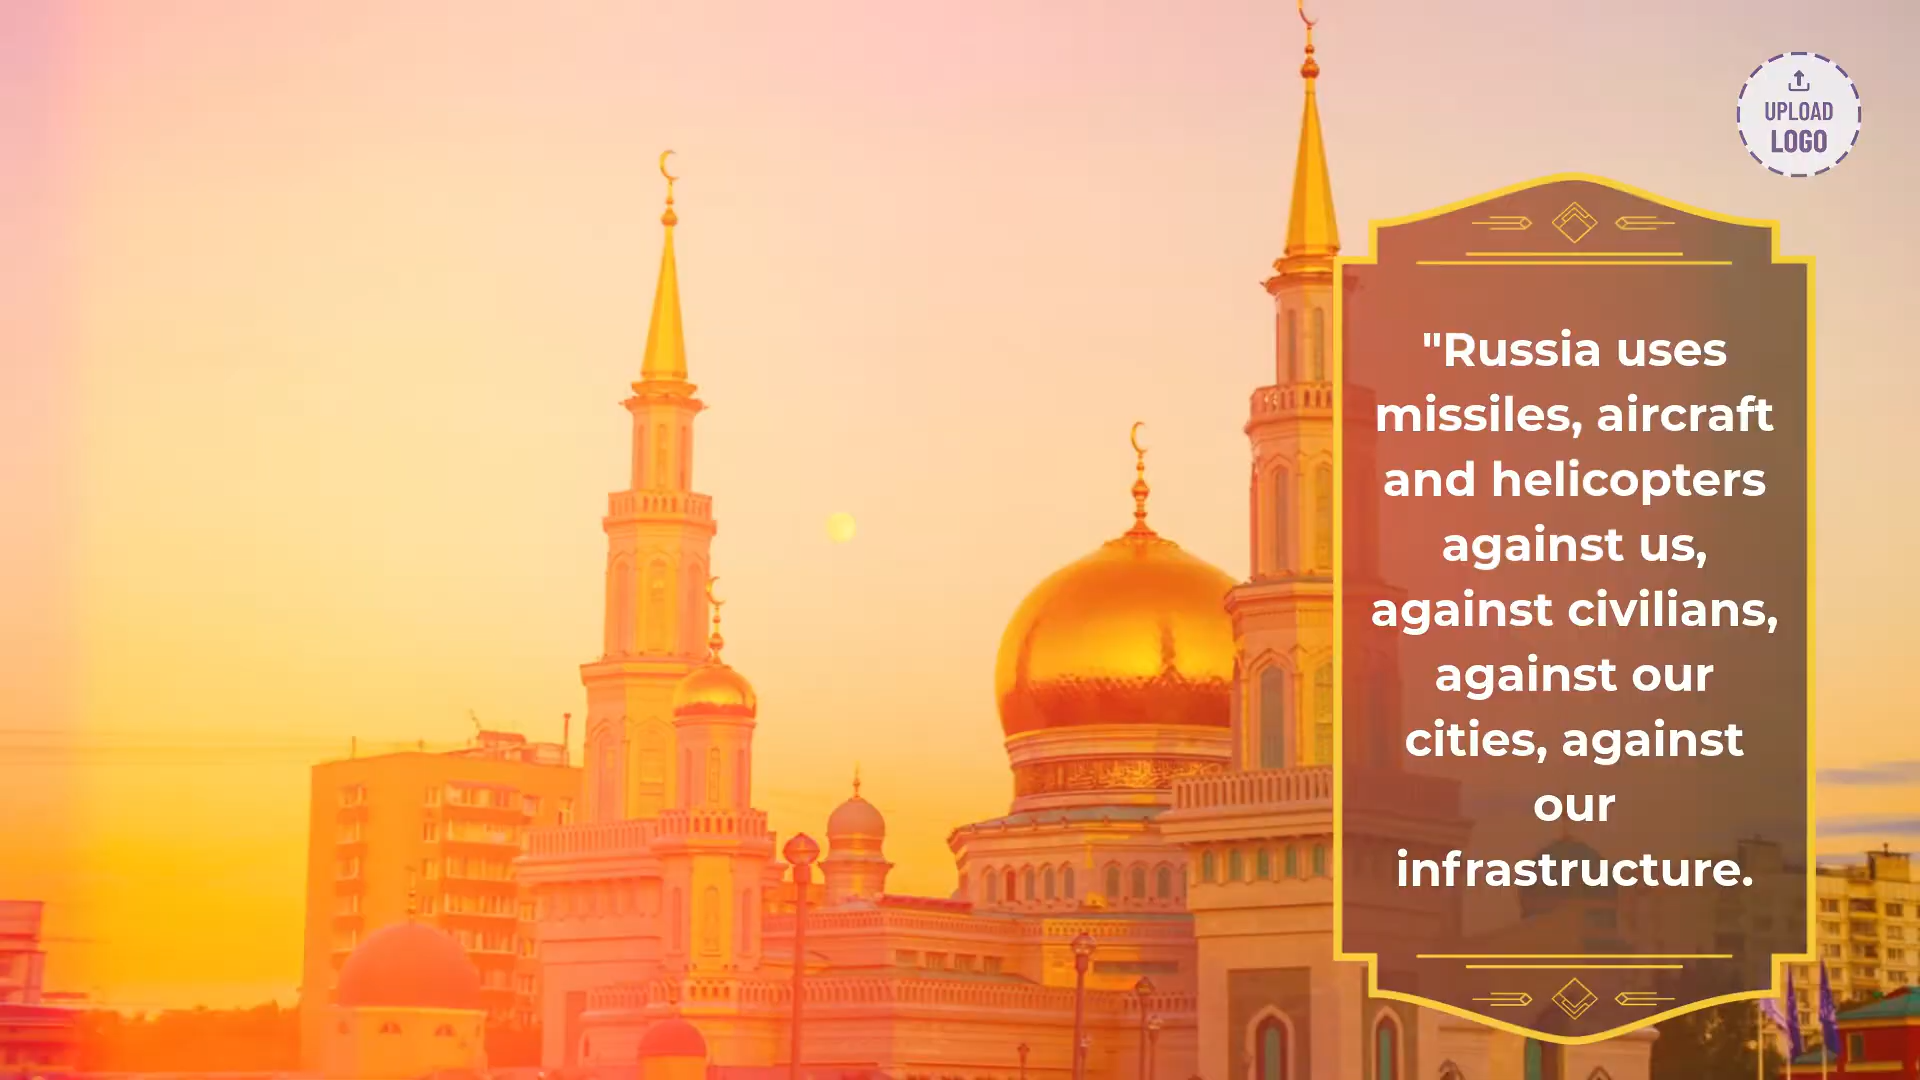 UPLOAD
LOGO
"Russia uses
missiles, aircraft
and helicopters
against us,
against civilians,
against our
cities, against
our
infrastructure.